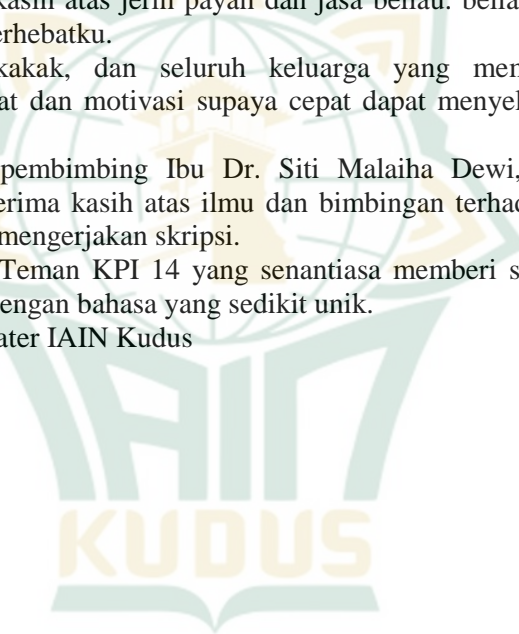 kasih atas jerih payah dan jasa beliau. belia
erhebatku.
kakak, dan seluruh keluarga yang mem
at dan motivasi supaya cepat dapat menyel
pembimbing Ibu Dr. Siti Malaiha Dewi,
erima kasih atas ilmu dan bimbingan terhad
mengerjakan skripsi.
Teman KPI 14 yang senantiasa memberi s
engan bahasa yang sedikit unik.
ater IAIN Kudus
IAIN
KUDUS